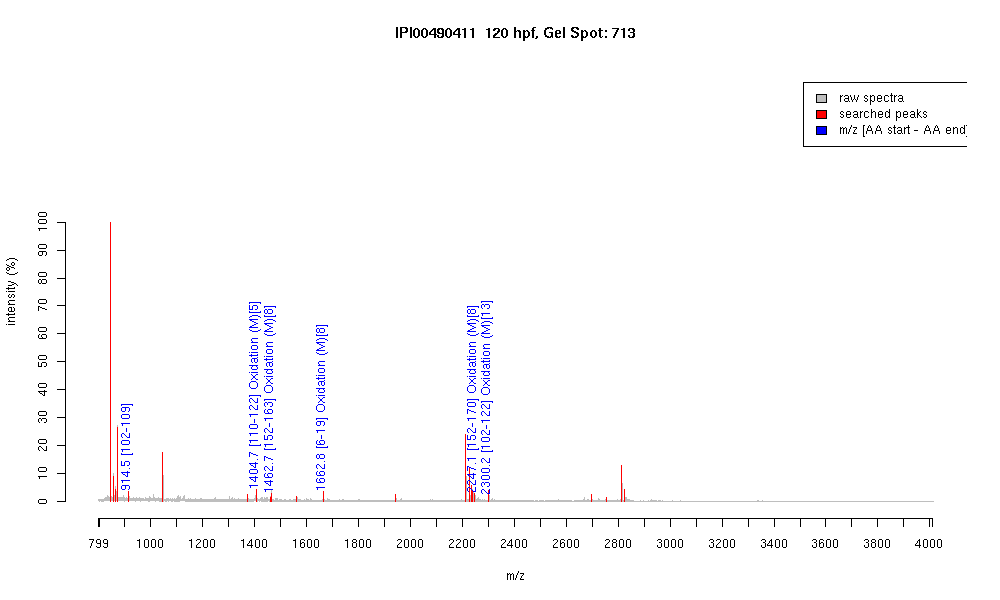 IPI00490411  120 hpf, Gel Spot: 713
raw spectra
searched peaks
m/z [AA start - AA end]
intensity (%)
100
90
80
70
60
50
40
30
20
10
0
914.5 [102-109]
1404.7 [110-122] Oxidation (M)[5]
1462.7 [152-163] Oxidation (M)[8]
1662.8 [6-19] Oxidation (M)[8]
2247.1 [152-170] Oxidation (M)[8]
2300.2 [102-122] Oxidation (M)[13]
799 1000 1200 1400 1600 1800 2000 2200 2400 2600 2800 3000 3200 3400 3600 3800 4000
m/z